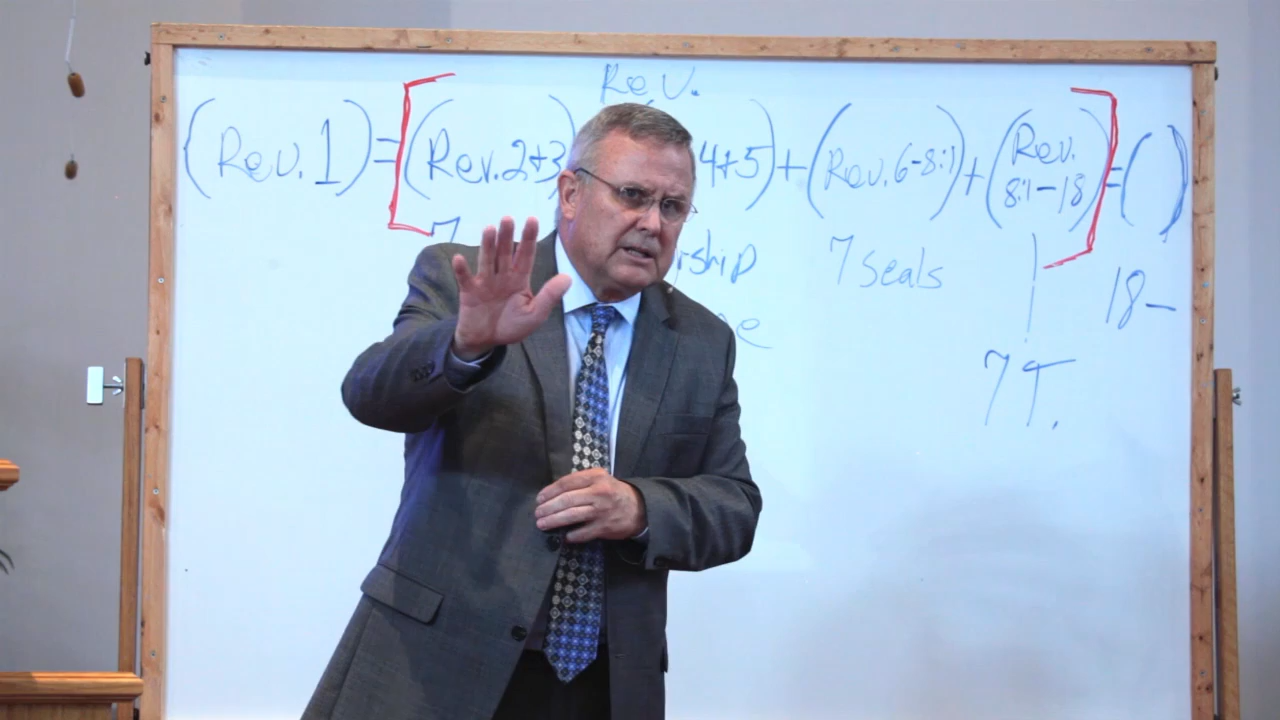 Rev.
(Rev. 1) = [(Rev. 2+3) 4+5) + (Rev. 6-8:1) + (Rev. 8:1-18)] = ( )
7 rship 7 seals 18-
7 T.